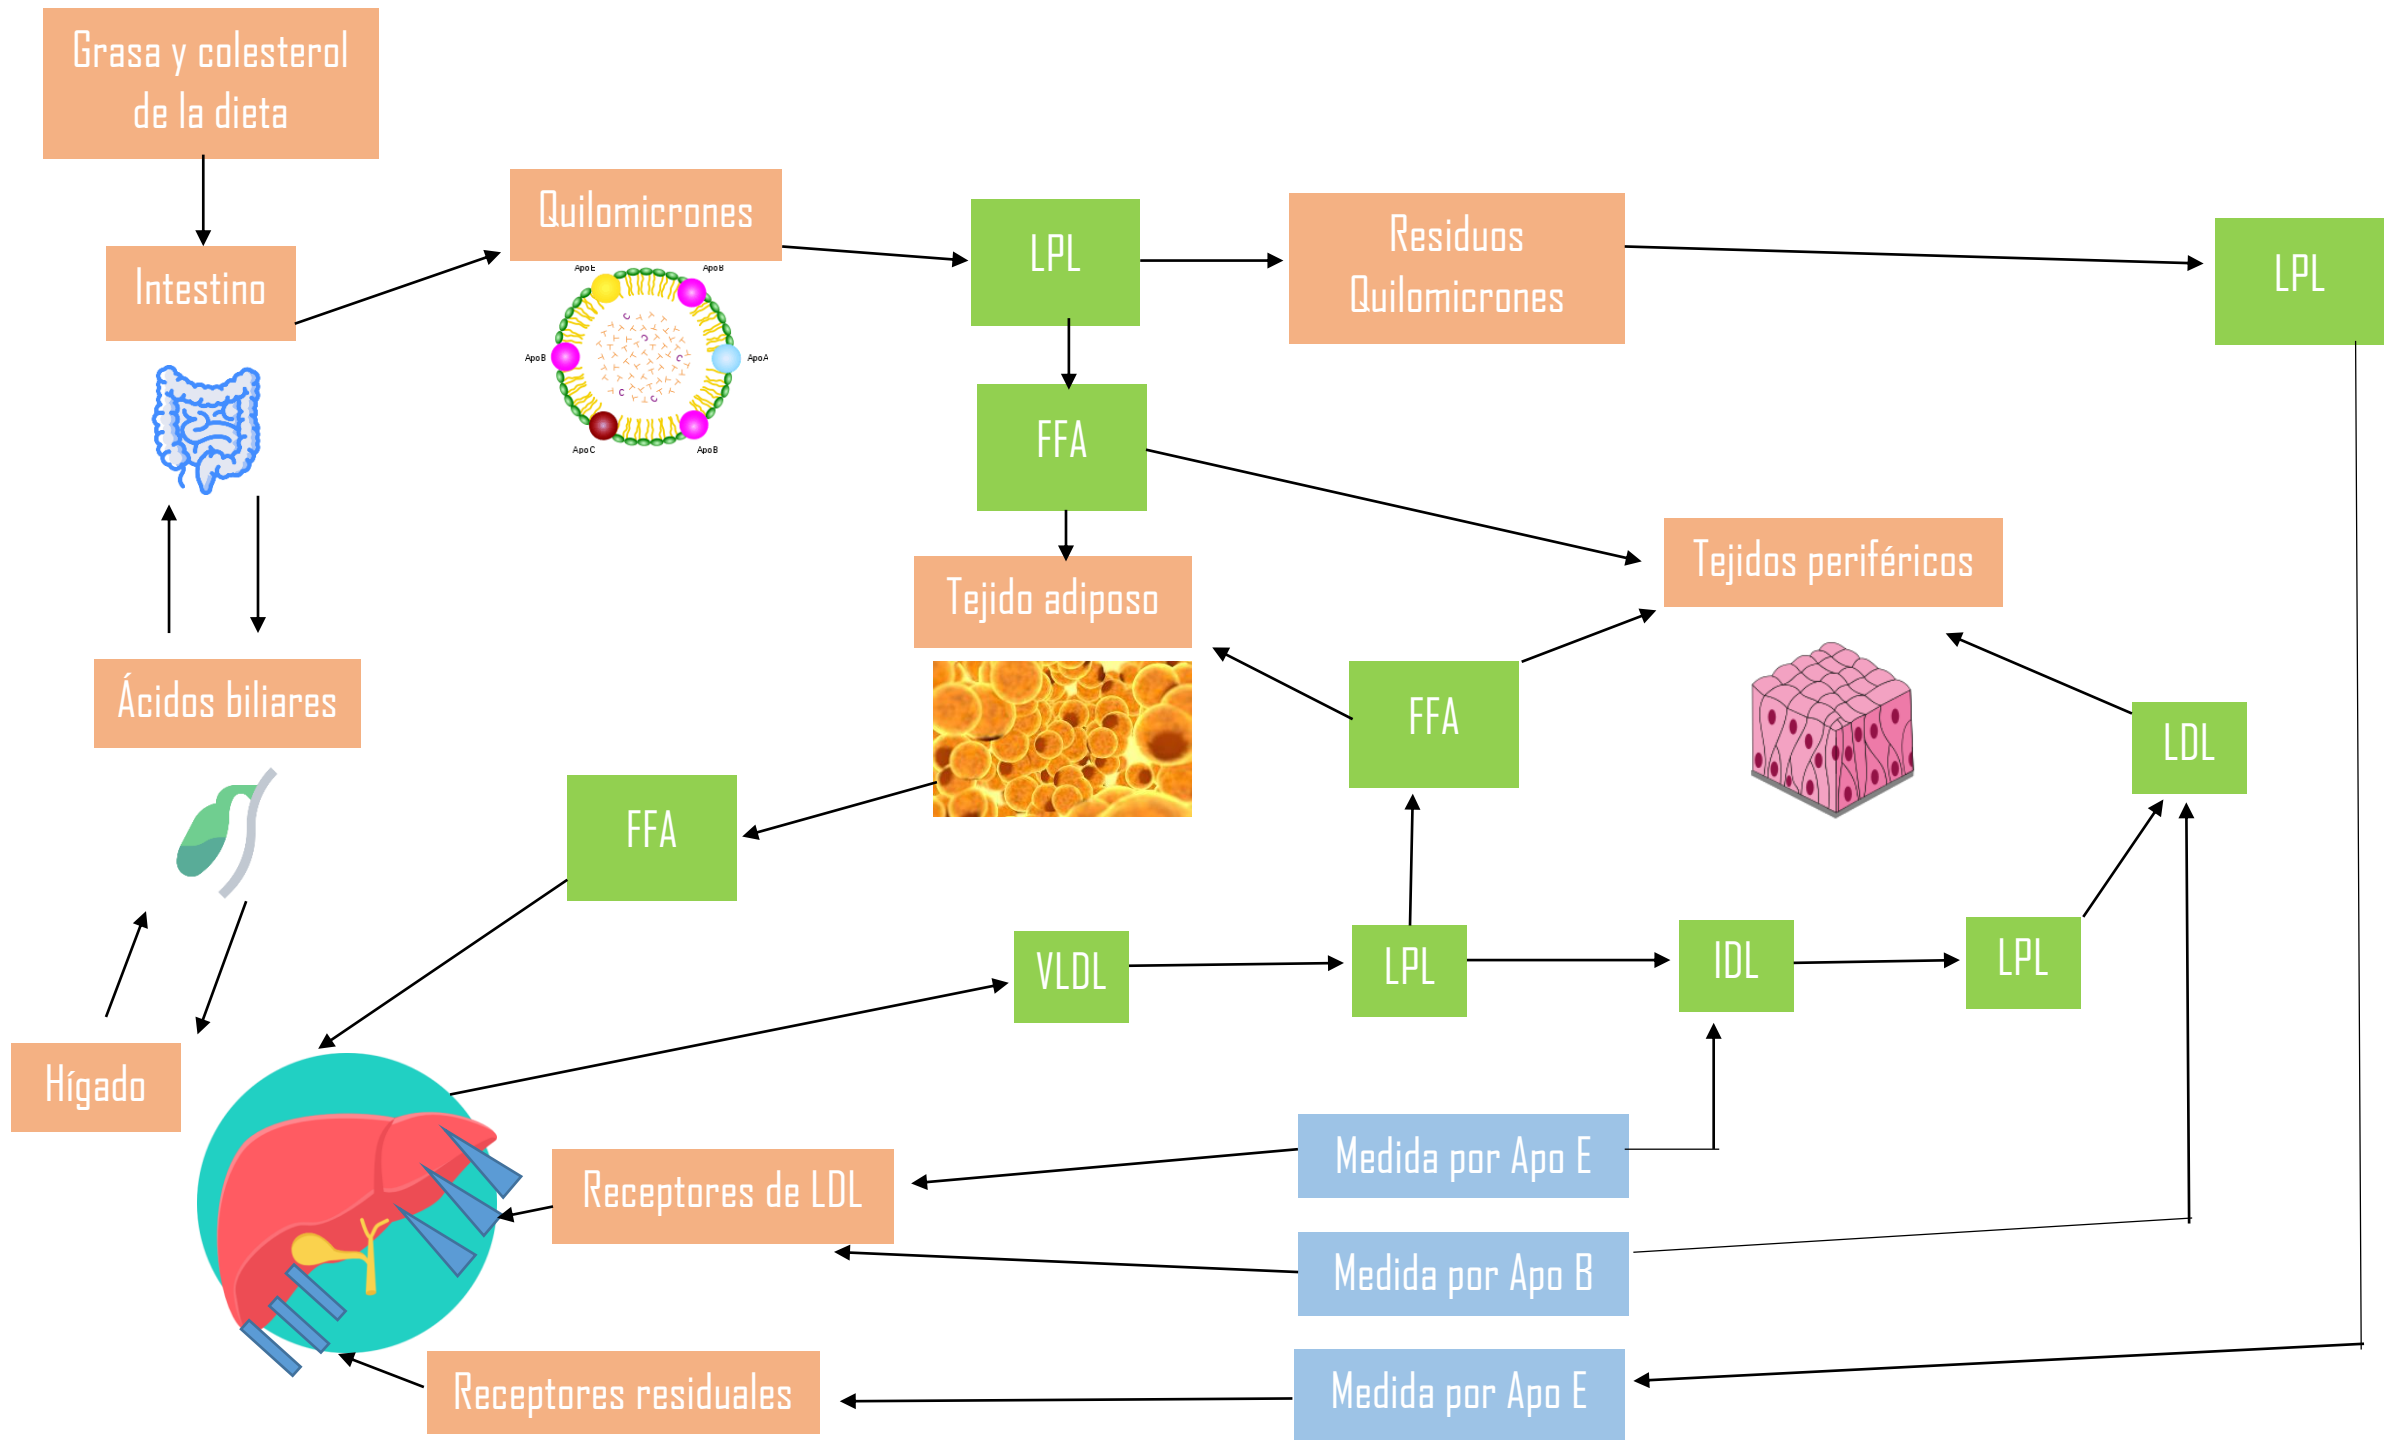 Grasa y colesterol
de la dieta
Quilomicrones
LPL
Residuos
Quilomicrones
LPL
Intestino
ApoE
ApoB
ApoB
ApoA
ApoC
ApoB
C
C
C
C
C
FFA
Tejidos periféricos
Tejido adiposo
Ácidos biliares
FFA
LDL
FFA
VLDL
LPL
IDL
LPL
Hígado
Receptores de LDL
Medida por Apo E
Medida por Apo B
Receptores residuales
Medida por Apo E